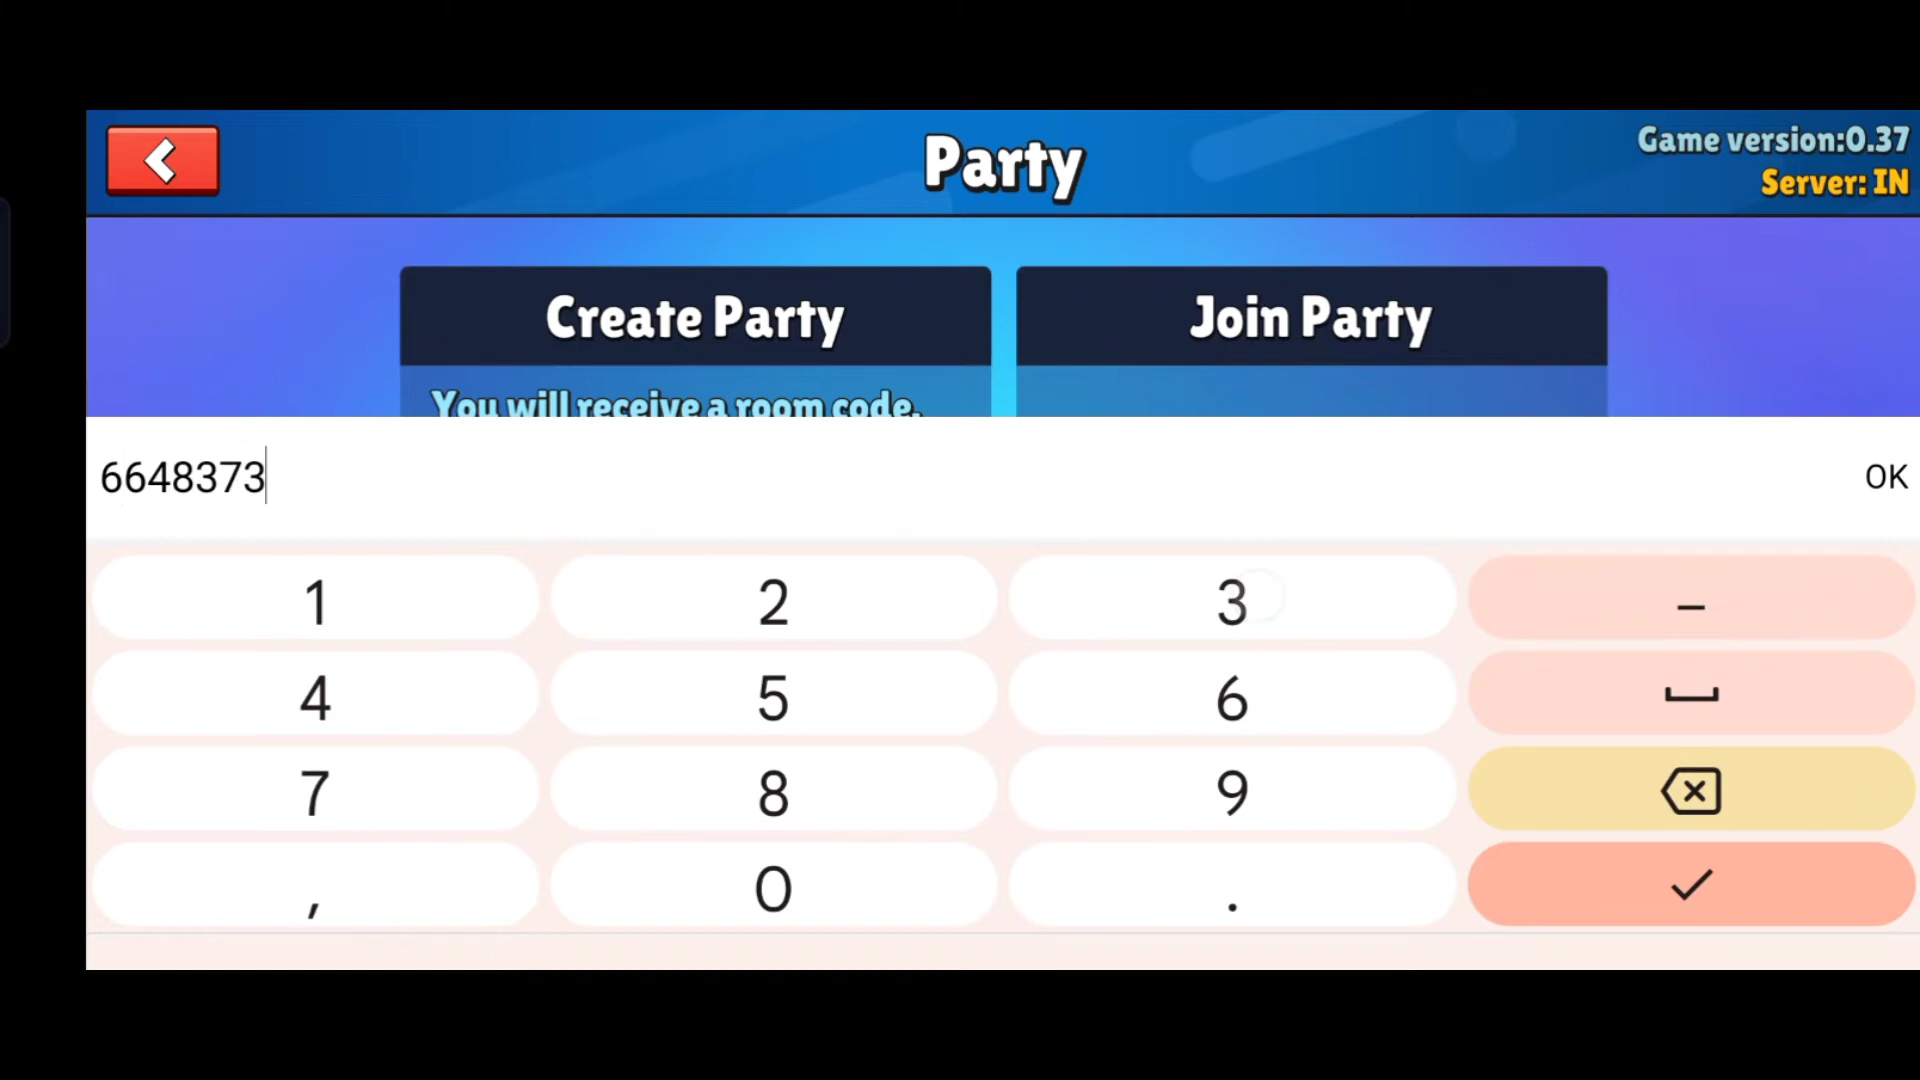 Party
Game version:0.37
Server: IN
Create Party
Join Party
You will receive a room code.
6648373
OK
1 2 3 –
4 5 6
7 8 9
, 0 .